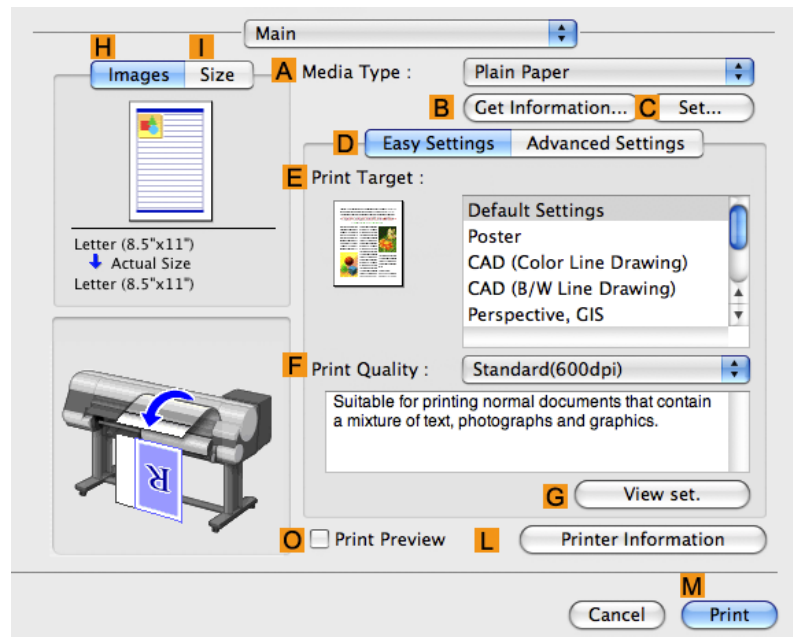 Main
H
I
Images Size
A Media Type : Plain Paper
B Get Information... C Set...
D Easy Settings Advanced Settings
E Print Target :
Default Settings
Poster
CAD (Color Line Drawing)
CAD (B/W Line Drawing)
Perspective, GIS
Letter (8.5"x11")
Actual Size
Letter (8.5"x11")
F Print Quality : Standard(600dpi)
Suitable for printing normal documents that contain
a mixture of text, photographs and graphics.
R
G View set.
O Print Preview L Printer Information
M
Cancel Print